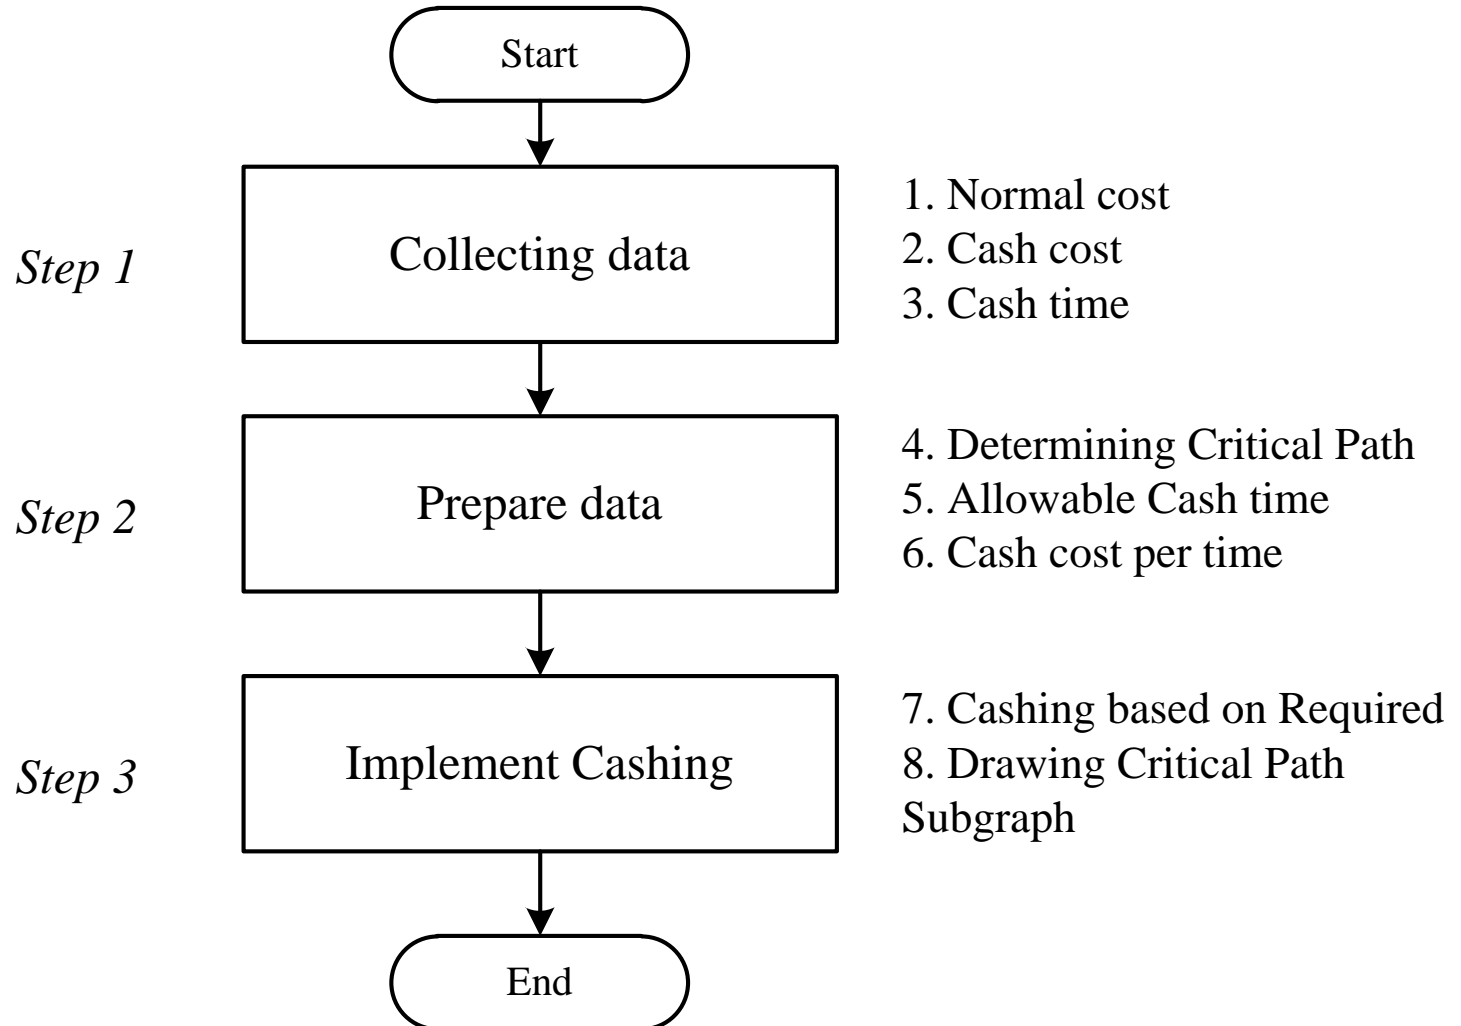 Start
Step 1
Collecting data
1. Normal cost
2. Cash cost
3. Cash time
Step 2
Prepare data
4. Determining Critical Path
5. Allowable Cash time
6. Cash cost per time
Step 3
Implement Cashing
7. Cashing based on Required
8. Drawing Critical Path
Subgraph
End